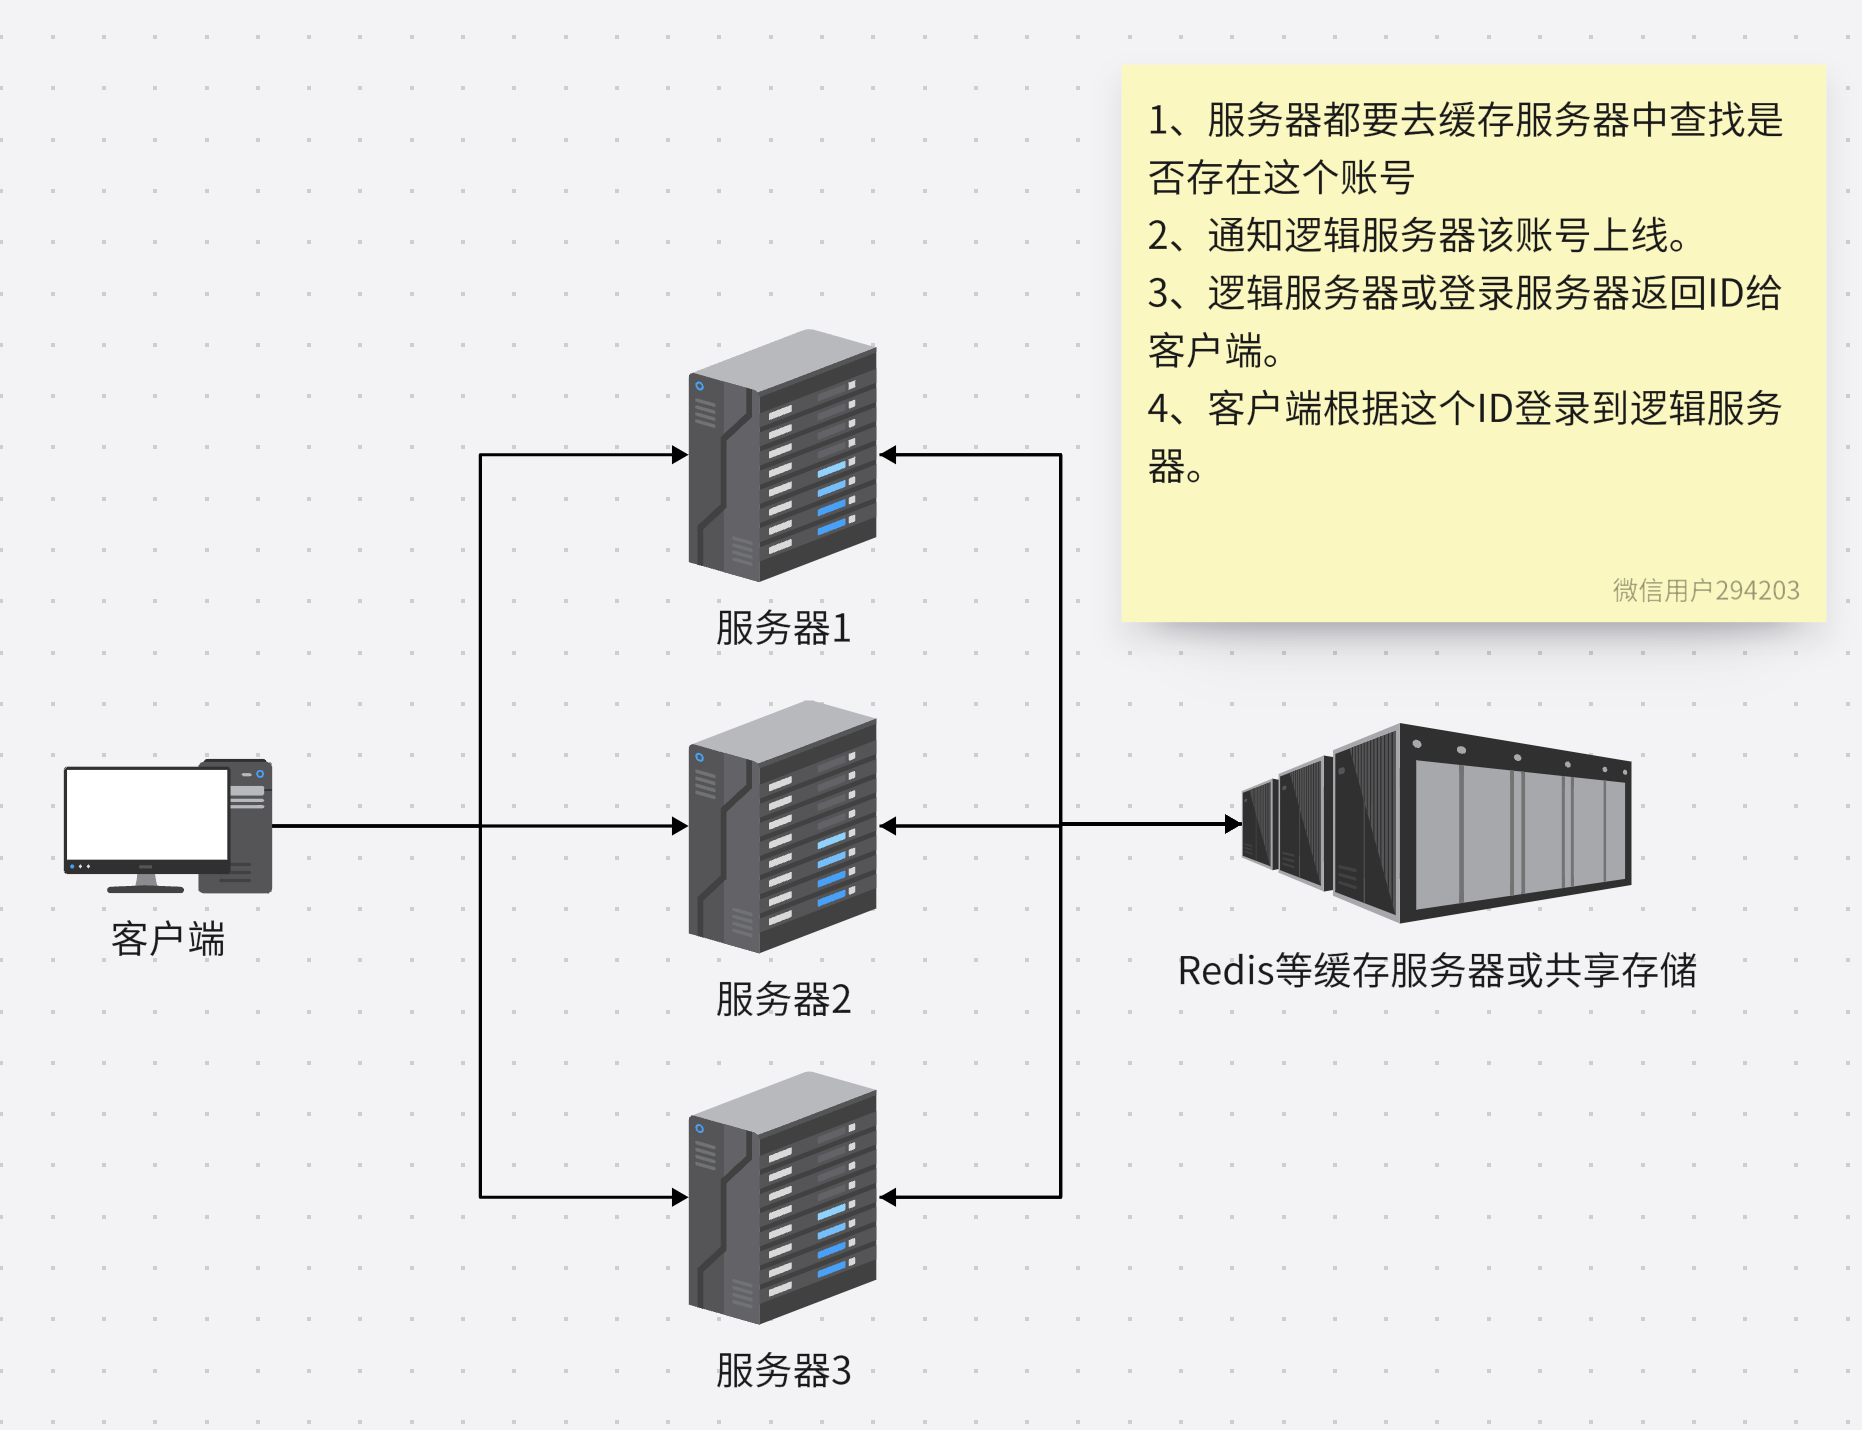 1、服务器都要去缓存服务器中查找是
否存在这个账号
2、通知逻辑服务器该账号上线。
3、逻辑服务器或登录服务器返回ID给
客户端。
4、客户端根据这个ID登录到逻辑服务
器。
微信用户294203
服务器1
客户端
服务器2
Redis等缓存服务器或共享存储
服务器3